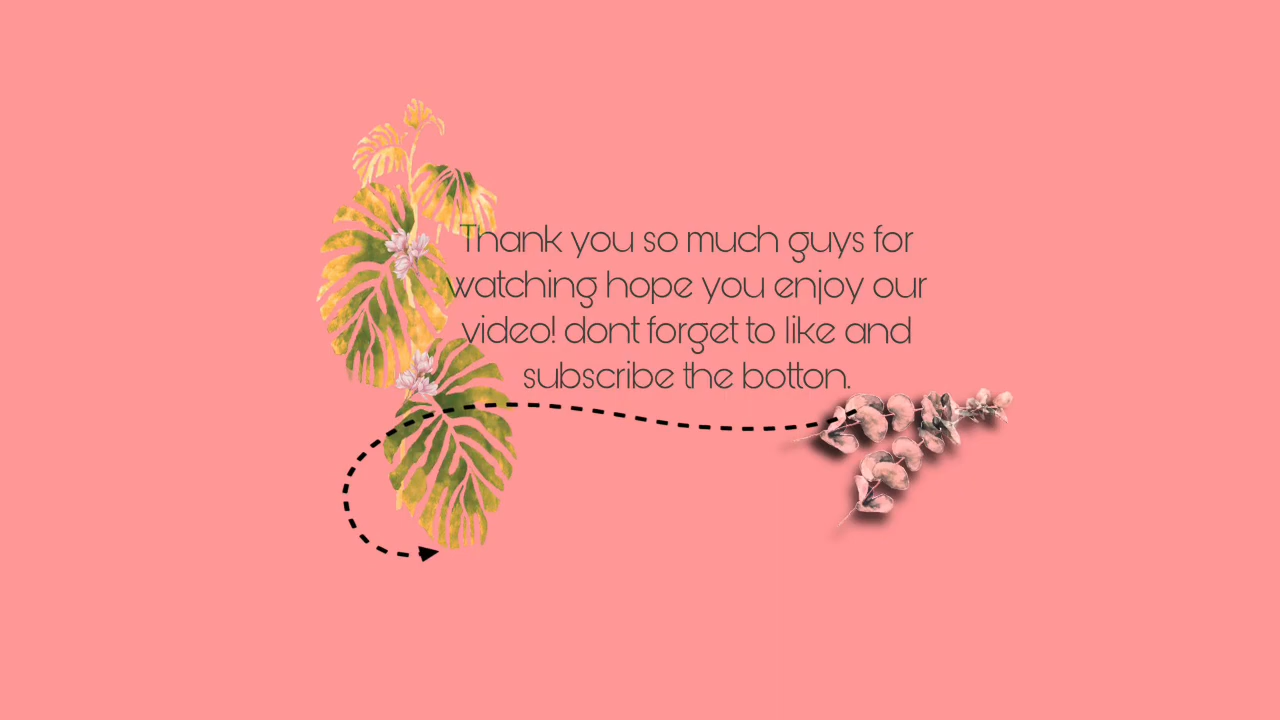 Thank you so much guys for
watching hope you enjoy our
video! dont forget to like and
subscribe the botton.